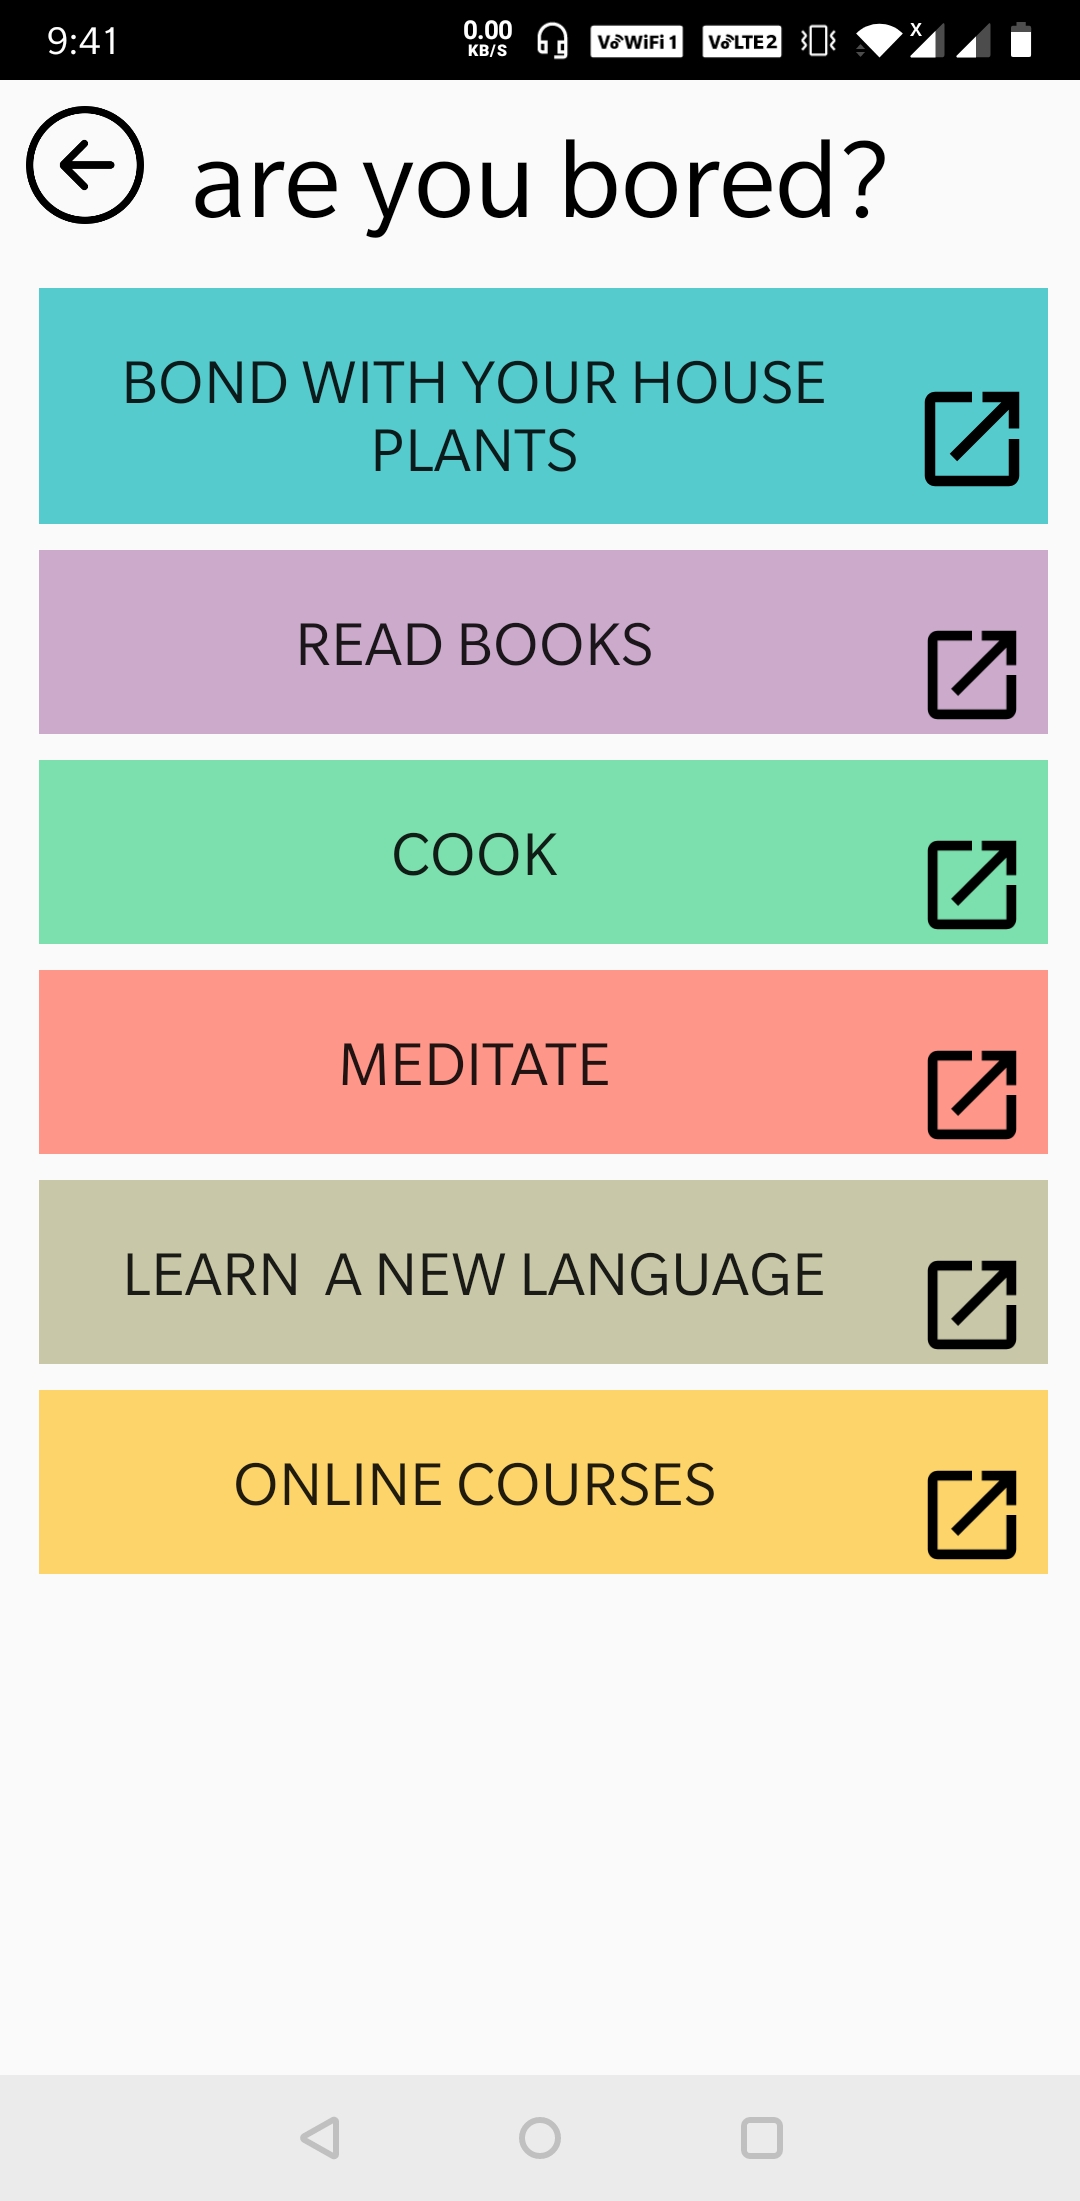 9:41
0.00
KB/S
VoWiFi 1
VoLTE 2
X
are you bored?
BOND WITH YOUR HOUSE
PLANTS
READ BOOKS
COOK
MEDITATE
LEARN  A NEW LANGUAGE
ONLINE COURSES